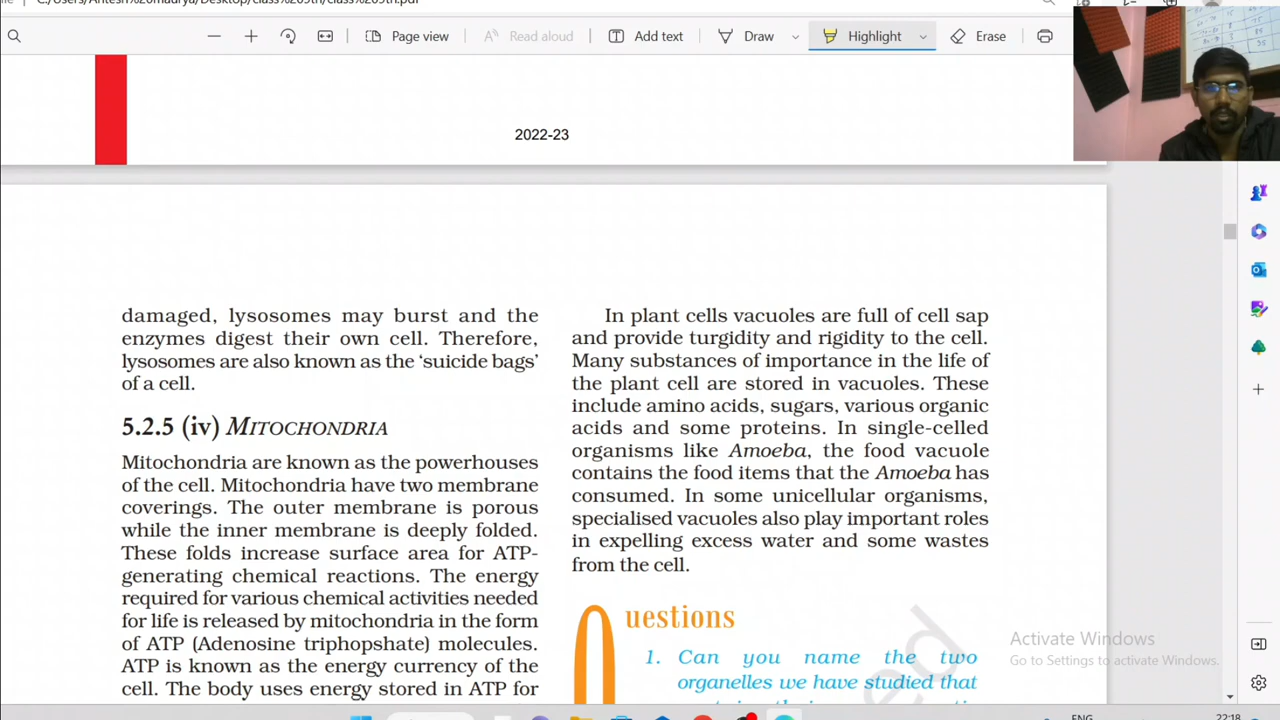 C:/Users/Antesh%20maurya/Desktop/class%209th/class%209th.pdf
Page view
Read aloud
Add text
Draw
Highlight
Erase
2022-23
damaged, lysosomes may burst and the
enzymes digest their own cell. Therefore,
lysosomes are also known as the ‘suicide bags’
of a cell.
5.2.5 (iv) MITOCHONDRIA
Mitochondria are known as the powerhouses
of the cell. Mitochondria have two membrane
coverings. The outer membrane is porous
while the inner membrane is deeply folded.
These folds increase surface area for ATP-
generating chemical reactions. The energy
required for various chemical activities needed
for life is released by mitochondria in the form
of ATP (Adenosine triphopshate) molecules.
ATP is known as the energy currency of the
cell. The body uses energy stored in ATP for
In plant cells vacuoles are full of cell sap
and provide turgidity and rigidity to the cell.
Many substances of importance in the life of
the plant cell are stored in vacuoles. These
include amino acids, sugars, various organic
acids and some proteins. In single-celled
organisms like Amoeba, the food vacuole
contains the food items that the Amoeba has
consumed. In some unicellular organisms,
specialised vacuoles also play important roles
in expelling excess water and some wastes
from the cell.
Questions
1. Can you name the two
organelles we have studied that
Activate Windows
Go to Settings to activate Windows.
ENG
22:18